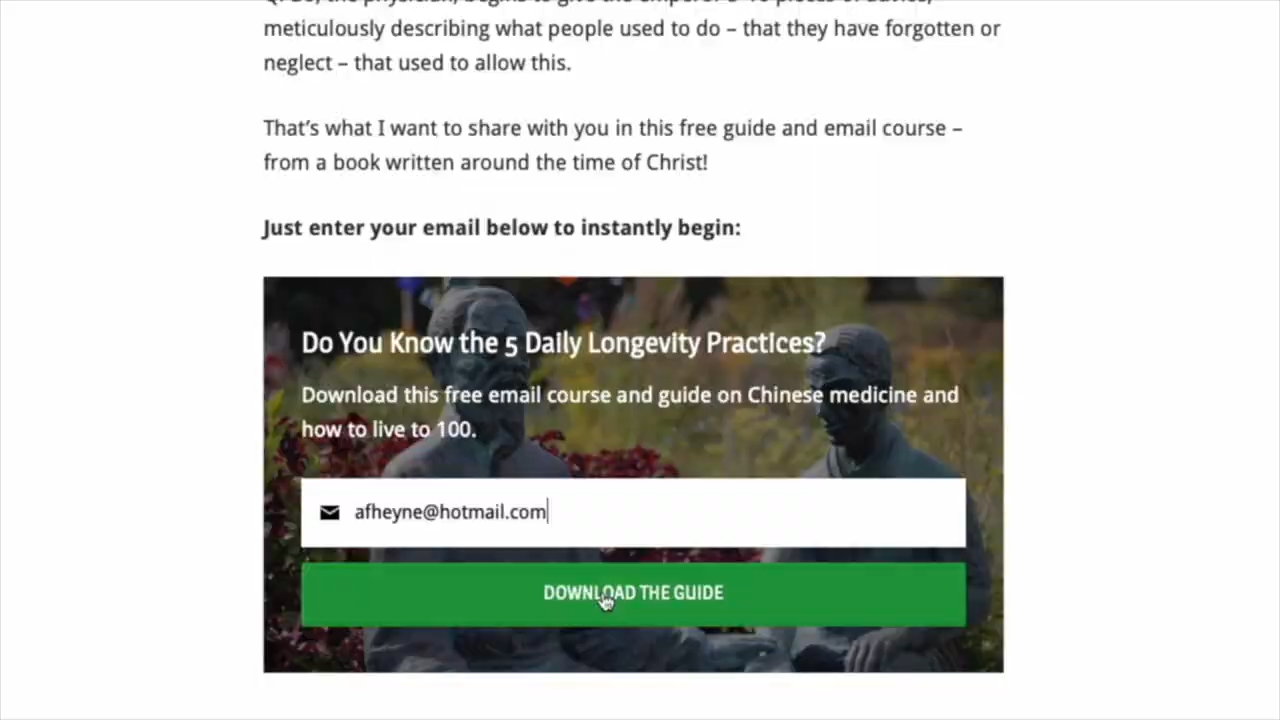 meticulously describing what people used to do – that they have forgotten or
neglect – that used to allow this.
That’s what I want to share with you in this free guide and email course –
from a book written around the time of Christ!
Just enter your email below to instantly begin:
Do You Know the 5 Daily Longevity Practices?
Download this free email course and guide on Chinese medicine and
how to live to 100.
afheyne@hotmail.com
DOWNLOAD THE GUIDE